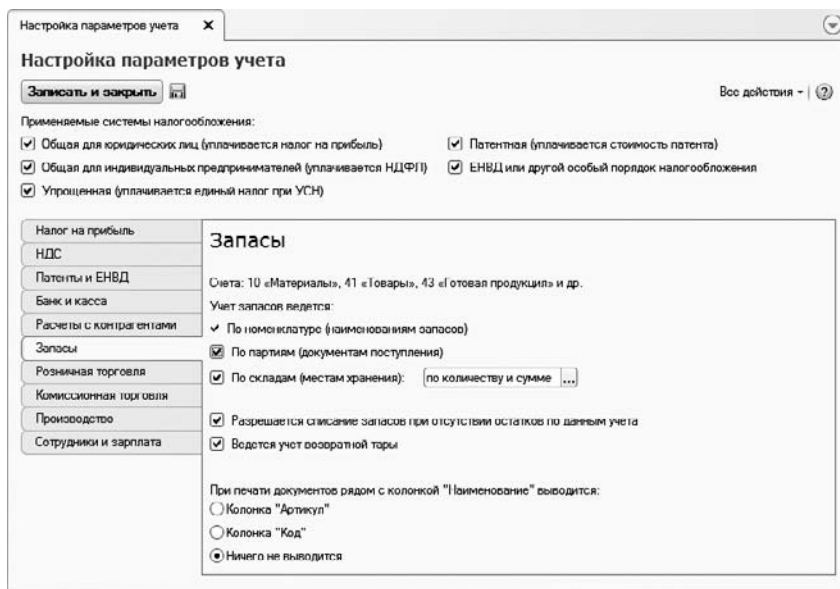 Настройка параметров учета
Настройка параметров учета
Записать и закрыть
Все действия
Применяемые системы налогообложения:
Общая для юридических лиц (уплачивается налог на прибыль)
Патентная (уплачивается стоимость патента)
Общая для индивидуальных предпринимателей (уплачивается НДФЛ)
ЕНВД или другой особый порядок налогообложения
Упрощенная (уплачивается единый налог при УСН)
Налог на прибыль
НДС
Патенты и ЕНВД
Банк и касса
Расчеты с контрагентами
Запасы
Розничная торговля
Комиссионная торговля
Производство
Сотрудники и зарплата
Запасы
Счета: 10 «Материалы», 41 «Товары», 43 «Готовая продукция» и др.
Учет запасов ведется:
По номенклатуре (наименованиям запасов)
По партиям (документам поступления)
По складам (местам хранения): по количеству и сумме ...
Разрешается списание запасов при отсутствии остатков по данным учета
Ведется учет возвратной тары
При печати документов рядом с колонкой "Наименование" выводится:
Колонка "Артикул"
Колонка "Код"
Ничего не выводится